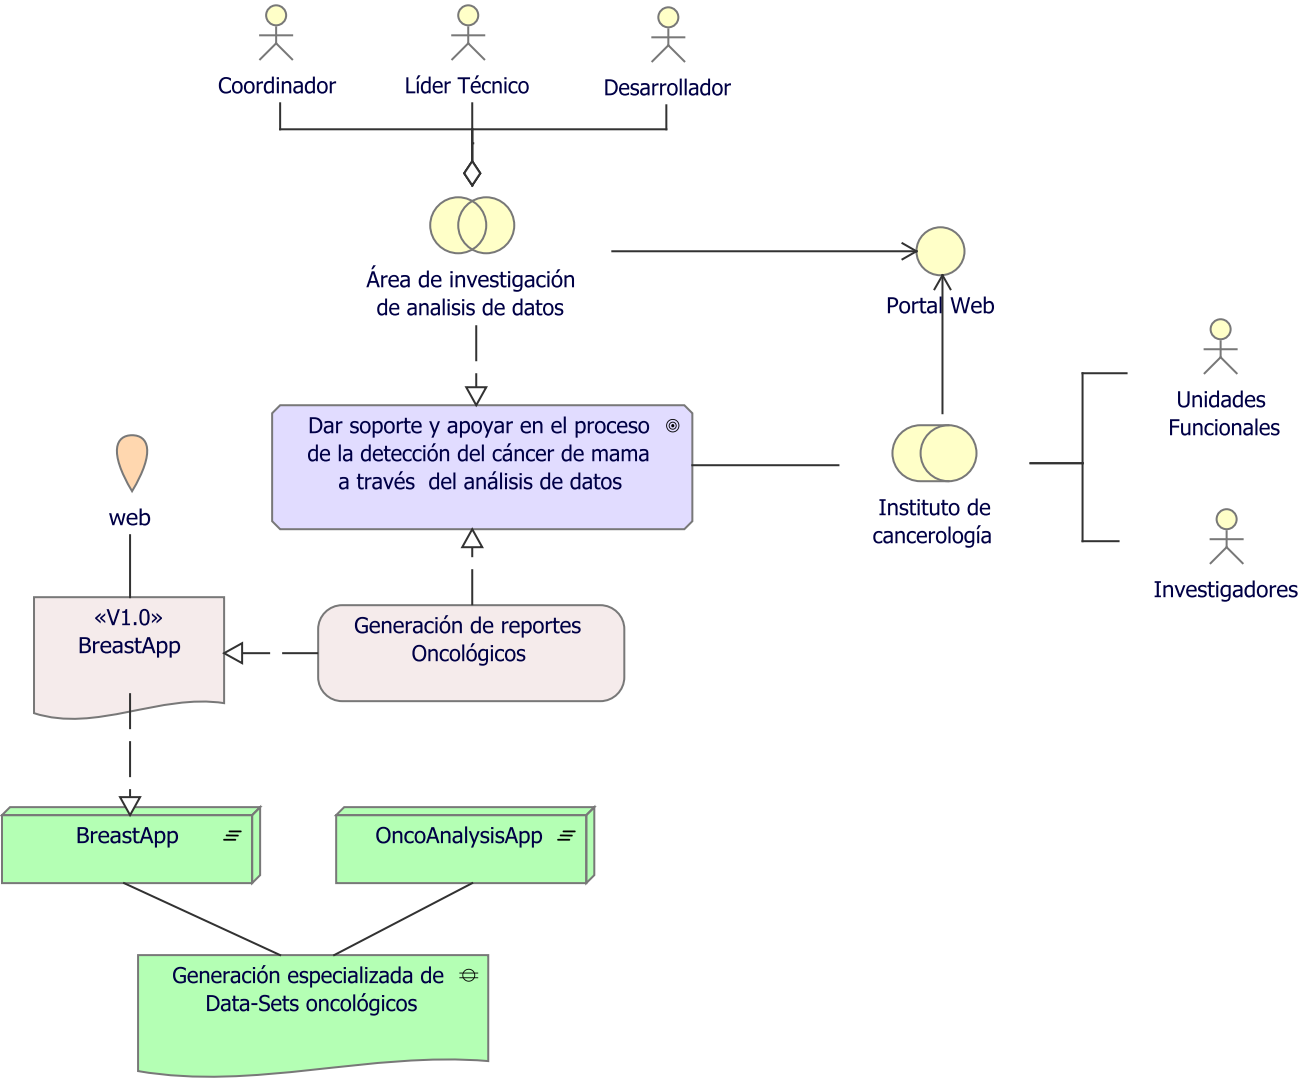 Coordinador
Líder Técnico
Desarrollador
Área de investigación
de analisis de datos
Portal Web
Unidades
Funcionales
Dar soporte y apoyar en el proceso
de la detección del cáncer de mama
a través  del análisis de datos
web
Instituto de
cancerología
Investigadores
«V1.0»
BreastApp
Generación de reportes
Oncológicos
BreastApp
OncoAnalysisApp
Generación especializada de
Data-Sets oncológicos